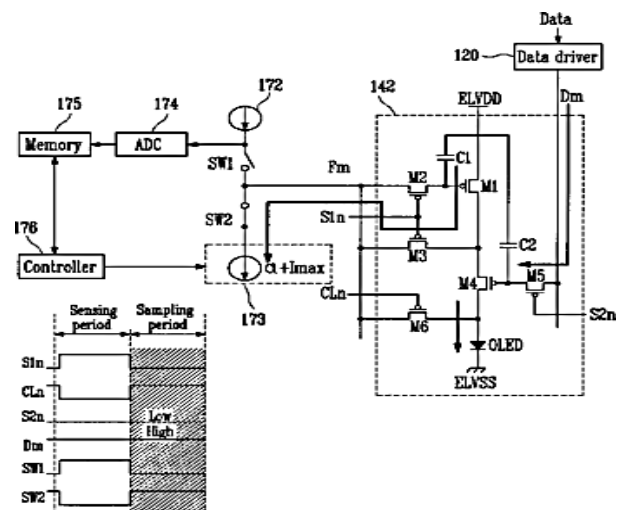 Data
120
Data driver
172
142
ELVDD
Dm
175
174
Memory
ADC
SW1
Fm
C1
M2
M1
176
SW2
S1n
M3
C2
Controller
α+Imax
M4
M5
173
CLn
M6
S2n
OLED
ELVSS
Sensing period
Sampling period
S1n
CLn
S2n
Low
Dm
High
SW1
SW2